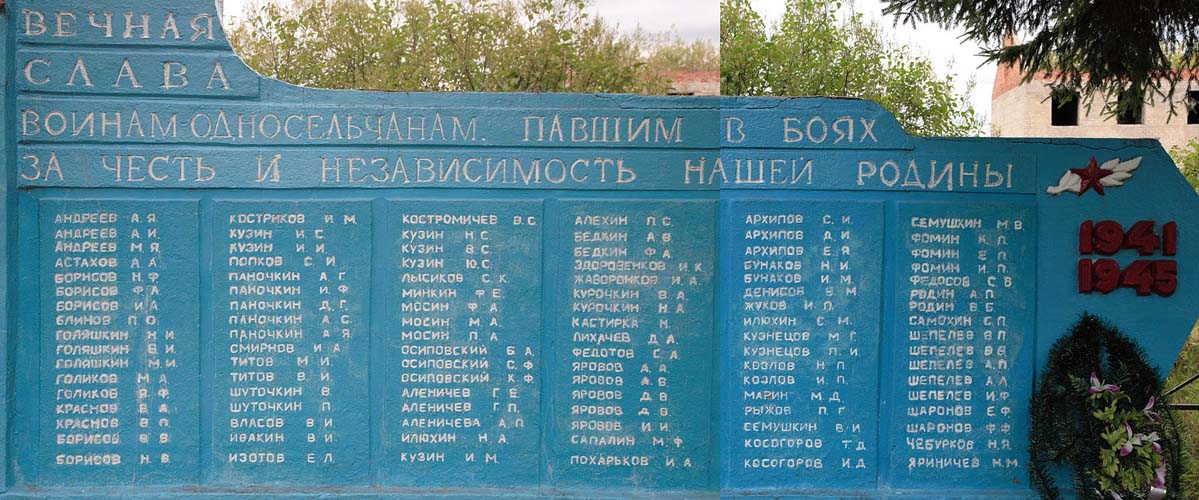 ВЕЧНАЯ
СЛАВА
ВОИНАМ-ОДНОСЕЛЬЧАНАМ, ПАВШИМ В БОЯХ
ЗА ЧЕСТЬ И НЕЗАВИСИМОСТЬ НАШЕЙ РОДИНЫ
АНДРЕЕВ А.Я.
АНДРЕЕВ А.И.
АНДРЕЕВ М.Я.
АСТАХОВ А.А.
БОРИСОВ Н.Ф.
БОРИСОВ Ф.А.
БОРИСОВ И.А.
БЛИНОВ П.О.
ГОЛЯШКИН Н.И.
ГОЛЯШКИН В.И.
ГОЛЯШКИН М.И.
ГОЛИКОВ М.А.
ГОЛИКОВ Я.Ф.
КРАСНОВ В.А.
КРАСНОВ В.П.
БОРИСОВ В.В.
БОРИСОВ Н.В.
КОСТРИКОВ И.М.
КУЗИН И.С.
КУЗИН И.И.
ПОПКОВ С.И.
ПАНОЧКИН А.Г.
ПАНОЧКИН И.Ф.
ПАНОЧКИН Д.Г.
ПАНОЧКИН А.С.
ПАНОЧКИН А.Я.
СМИРНОВ И.А.
ТИТОВ М.И.
ТИТОВ В.И.
ШУТОЧКИН В.
ШУТОЧКИН П.
ВЛАСОВ В.И.
ИВАКИН В.И.
ИЗОТОВ Е.Л.
КОСТРОМИЧЕВ В.С.
КУЗИН Н.С.
КУЗИН В.С.
КУЗИН Ю.С.
ЛЫСИКОВ С.К.
МИНКИН Ф.Е.
МОСИН Ф.А.
МОСИН М.А.
МОСИН П.А.
ОСИПОВСКИЙ Б.А.
ОСИПОВСКИЙ С.Ф.
ОСИПОВСКИЙ К.Ф.
АЛЕНИЧЕВ Г.Е.
АЛЕНИЧЕВ Г.П.
АЛЕНИЧЕВА А.П.
ИЛЮХИН Н.А.
КУЗИН И.М.
АЛЕХИН П.С.
БЕДКИН А.В.
БЕДКИН Ф.А.
ЗДОРОВЕНКОВ И.К.
ЖАВОРОНКОВ И.А.
КУРОЧКИН В.А.
КУРОЧКИН Н.А.
КАСТИРКА Н.
ЛИХАЧЕВ Д.А.
ФЕДОТОВ С.А.
ЯРОВОВ А.А.
ЯРОВОВ А.В.
ЯРОВОВ Д.В.
ЯРОВОВ Д.В.
ЯРОВОВ И.И.
САПАЛИН М.Ф.
ПОХАРЬКОВ И.А.
АРХИПОВ С.И.
АРХИПОВ Д.И.
АРХИПОВ Е.Я.
БУНАКОВ Н.И.
БУНАКОВ И.М.
ДЕНИСОВ В.М.
ЖУКОВ И.П.
ИЛЮХИН С.М.
КУЗНЕЦОВ М.Г.
КУЗНЕЦОВ П.И.
КОЗЛОВ Н.П.
КОЗЛОВ И.П.
МАРИН М.Д.
РЫЖОВ П.Г.
СЕМУШКИН В.И.
КОСОГОРОВ Т.Д.
КОСОГОРОВ И.Д.
СЕМУШКИН М.В.
ФОМИН К.П.
ФОМИН Е.П.
ФОМИН И.П.
ФЕДОСОВ С.В.
РОДИН А.П.
РОДИН В.Б.
САМОХИН С.П.
ШЕПЕЛЕВ В.П.
ШЕПЕЛЕВ
ШЕПЕЛЕВ А.П.
ШЕПЕЛЕВ А.Л.
ШЕПЕЛЕВ И.Ф.
ШАРОНОВ Е.Ф.
ШАРОНОВ Ф.Ф.
ЧЕБУРКОВ Н.Я.
ЯРИНИЧЕВ М.М.
1941
1945